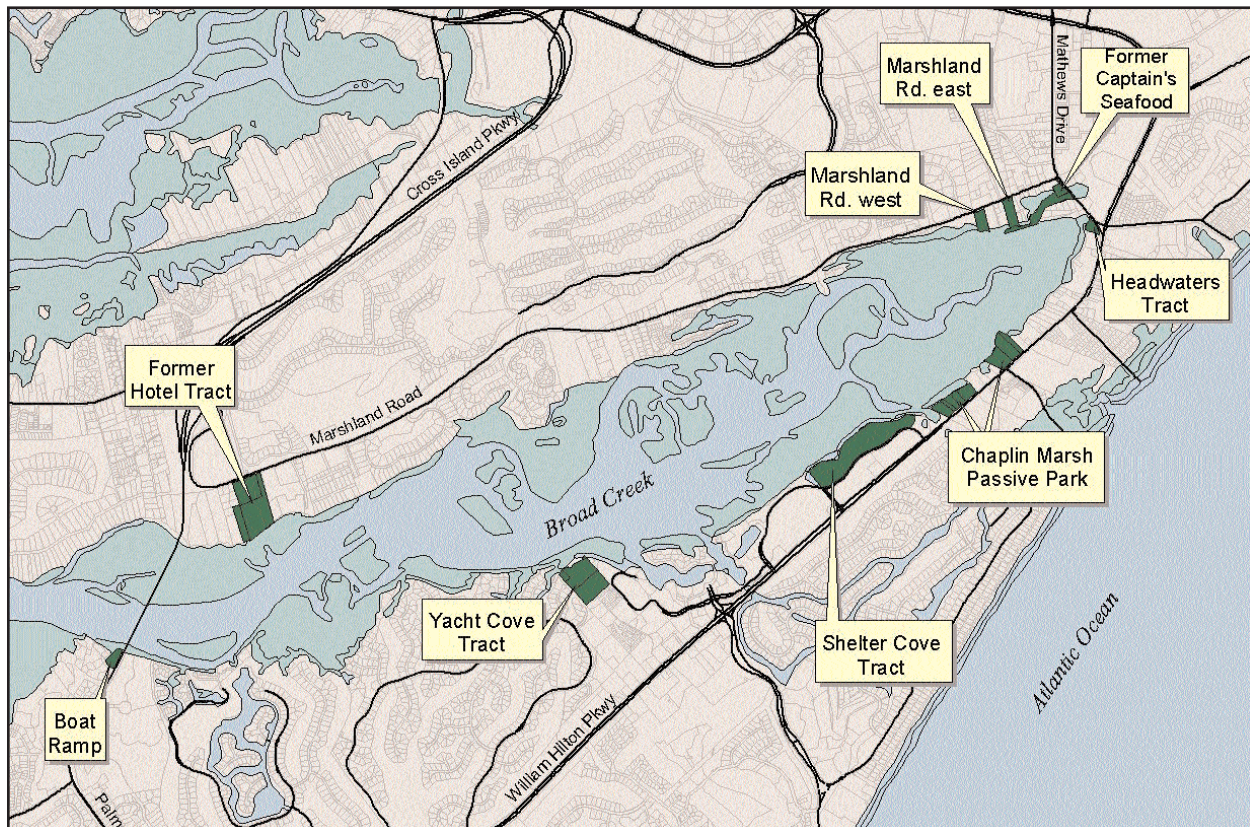 Former
Captain's
Seafood
Marshland
Rd. east
Mathews Drive
Marshland
Rd. west
Cross Island Pkwy
Headwaters
Tract
Former
Hotel Tract
Marshland Road
Chaplin Marsh
Passive Park
Broad Creek
Yacht Cove
Tract
Shelter Cove
Tract
Atlantic Ocean
Boat
Ramp
William Hilton Pkwy
Palm